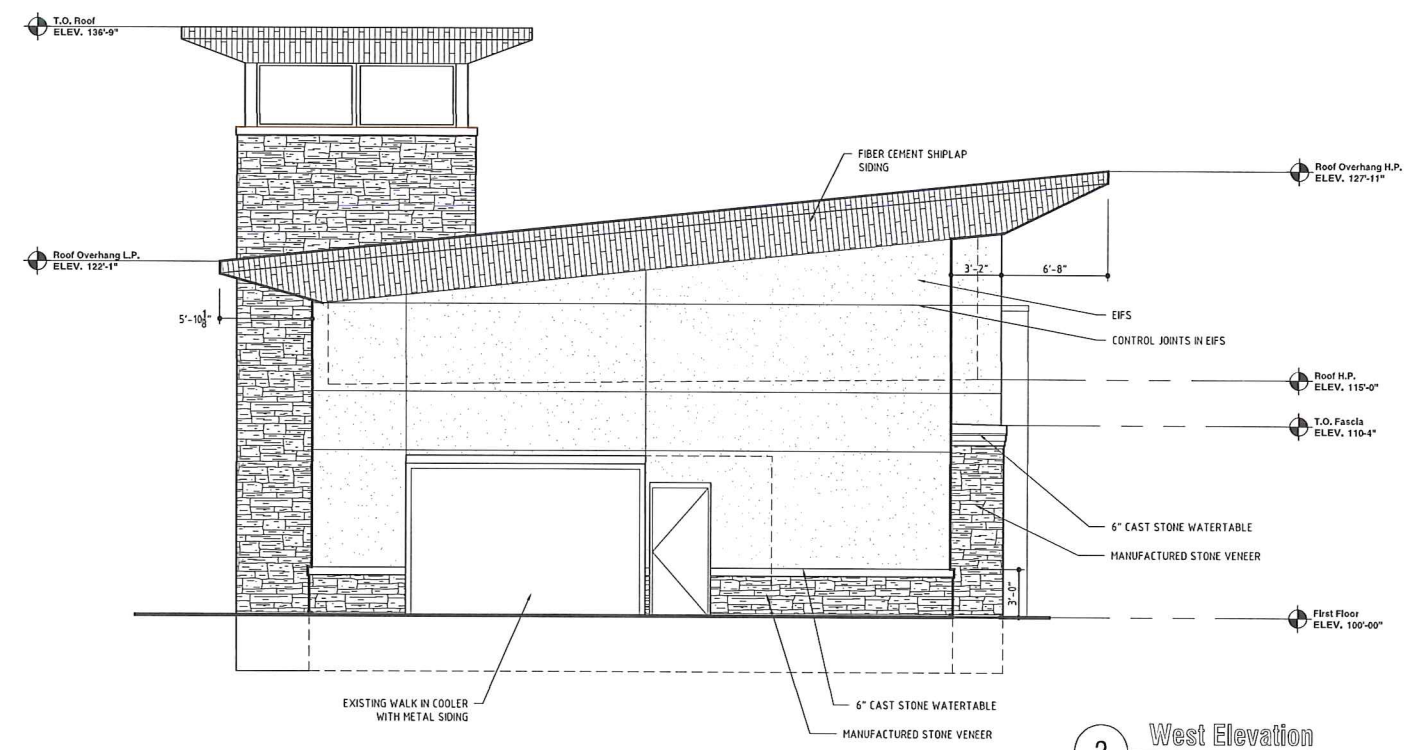 T.O. Roof
ELEV. 136'-9"
FIBER CEMENT SHIPLAP
SIDING
Roof Overhang H.P.
ELEV. 127'-11"
Roof Overhang L.P.
ELEV. 122'-1"
3'-2"
6'-8"
5'-10 1/8"
EIFS
CONTROL JOINTS IN EIFS
Roof H.P.
ELEV. 115'-0"
T.O. Fascia
ELEV. 110-4"
6" CAST STONE WATERTABLE
MANUFACTURED STONE VENEER
3'-0"
First Floor
ELEV. 100'-00"
EXISTING WALK IN COOLER
WITH METAL SIDING
6" CAST STONE WATERTABLE
MANUFACTURED STONE VENEER
West Elevation